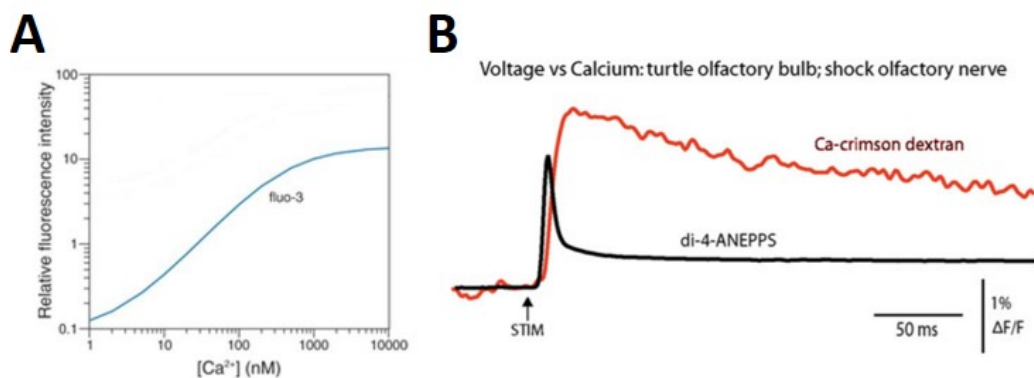 A
Relative fluorescence intensity
100
10
1
0.1
fluo-3
1
10
100
1000
10000
[Ca²⁺] (nM)
B
Voltage vs Calcium: turtle olfactory bulb; shock olfactory nerve
Ca-crimson dextran
di-4-ANEPPS
STIM
50 ms
1%
ΔF/F